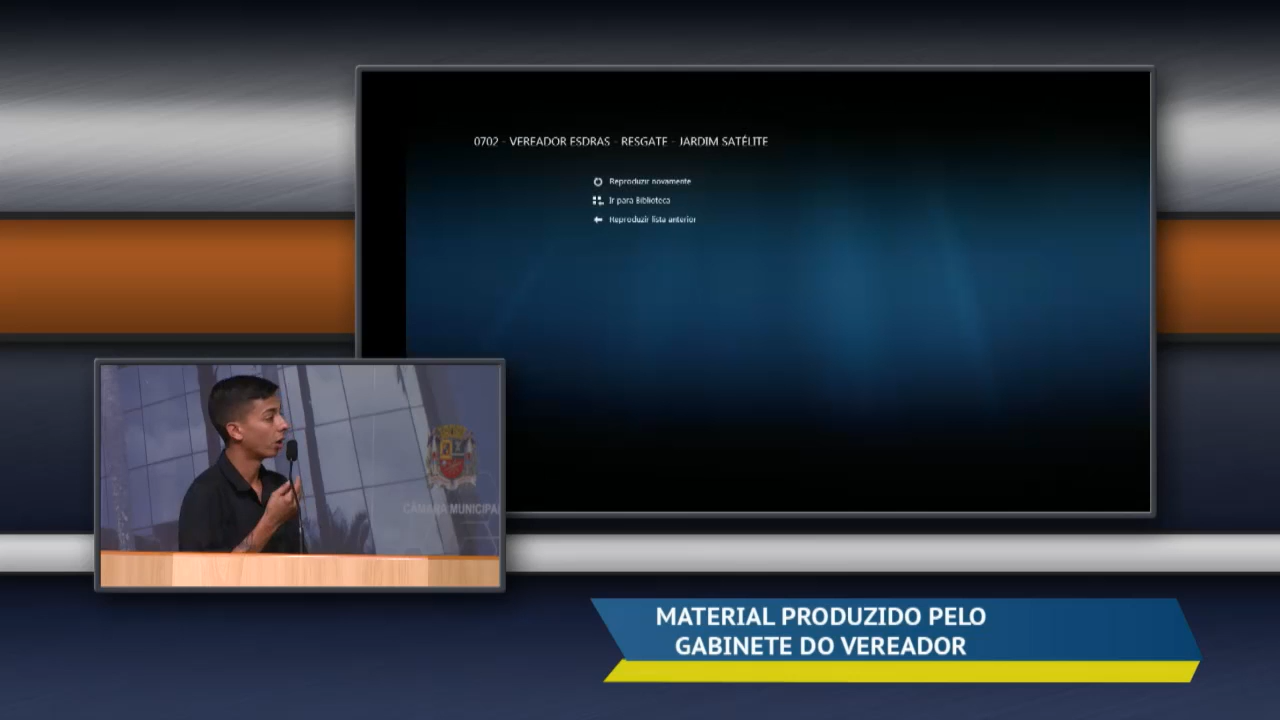 0702 - VEREADOR ESDRAS - RESGATE - JARDIM SATÉLITE
Reproduzir novamente
Ir para Biblioteca
Reproduzir lista anterior
CÂMARA MUNICIPA
MATERIAL PRODUZIDO PELO
GABINETE DO VEREADOR